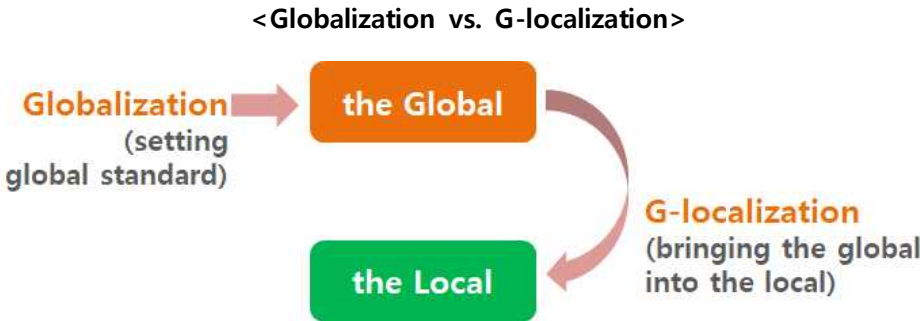 <Globalization vs. G-localization>
Globalization
(setting
global standard)
the Global
G-localization
(bringing the global
into the local)
the Local